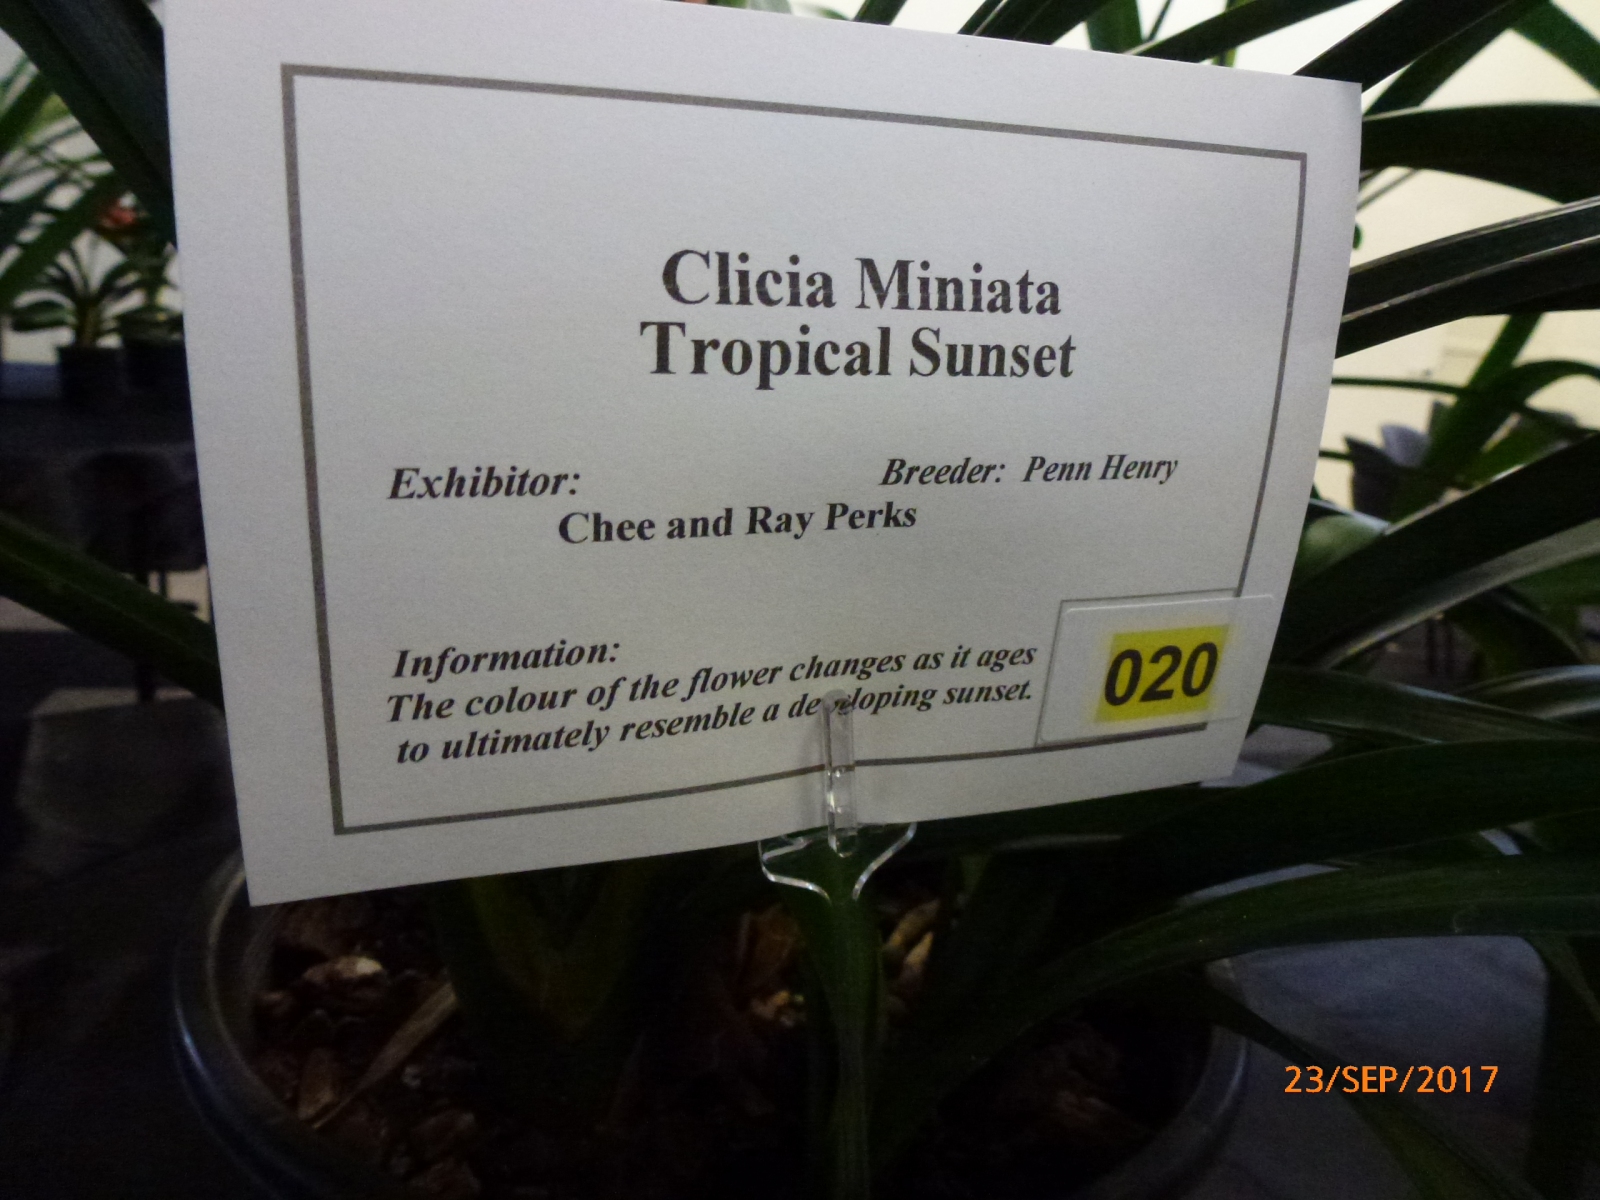 Clicia Miniata
Tropical Sunset
Exhibitor:
Breeder: Penn Henry
Chee and Ray Perks
Information:
The colour of the flower changes as it ages
to ultimately resemble a developing sunset.
020
23/SEP/2017